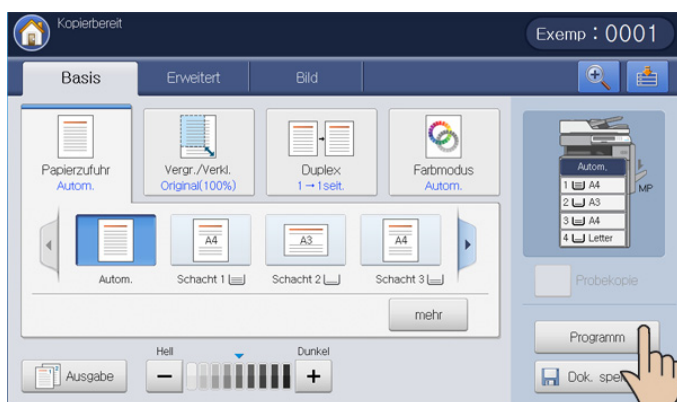 Kopierbereit
Exemp : 0001
Basis
Erweitert
Bild
Papierzufuhr
Autom.
Vergr./Verkl.
Original(100%)
Duplex
1 → 1seit.
Farbmodus
Autom.
Autom.
1 A4
2 A3
3 A4
4 Letter
MP
A4
A3
A4
Autom.
Schacht 1
Schacht 2
Schacht 3
Probekopie
mehr
Programm
Hell
Dunkel
Ausgabe
Dok.